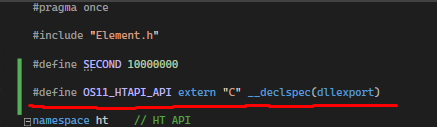 #pragma once
#include "Element.h"
#define SECOND 10000000
#define OS11_HTAPI_API extern "C" __declspec(dllexport)
namespace ht // HT API